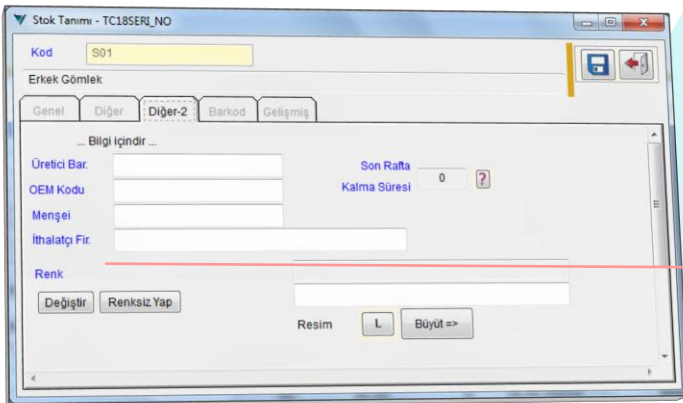 Stok Tanımı - TC18SERI_NO
Kod S01
Erkek Gömlek
Genel Diğer Diğer-2 Barkod Gelişmiş
... Bilgi içindir ...
Üretici Bar. Son Rafta
OEM Kodu Kalma Süresi 0 ?
Menşei
İthalatçı Fir.
Renk
Değiştir Renksiz Yap
Resim L Büyüt =>